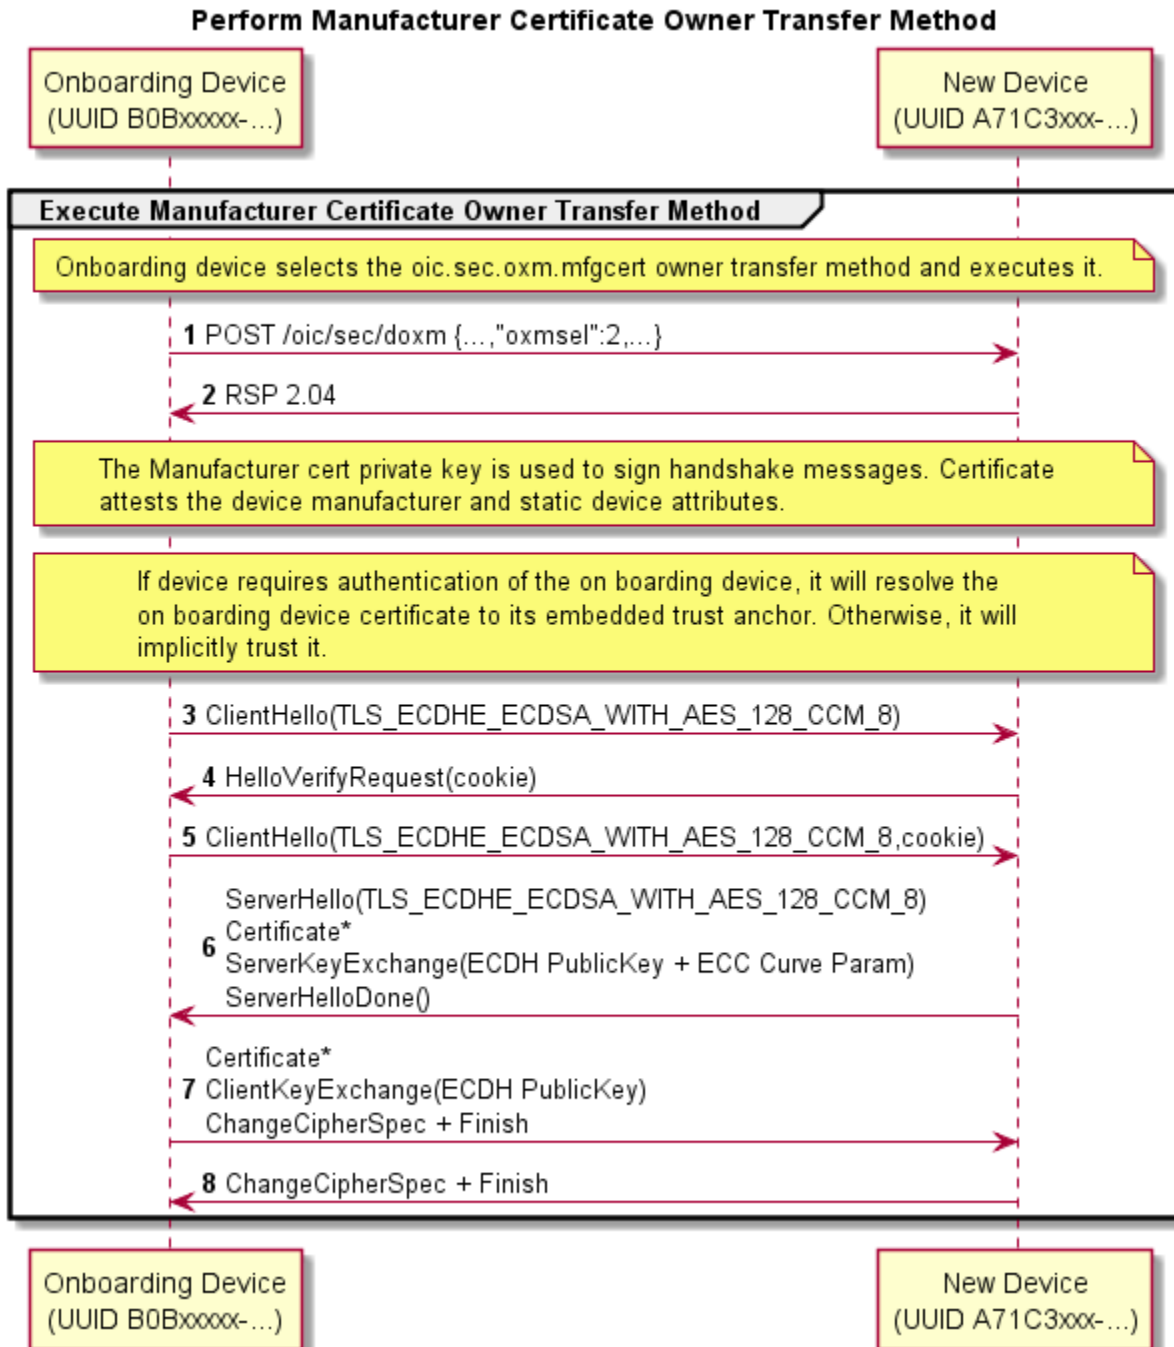 Perform Manufacturer Certificate Owner Transfer Method
Onboarding Device
(UUID B0Bxxxxx-...)
New Device
(UUID A71C3xxx-...)
Execute Manufacturer Certificate Owner Transfer Method
Onboarding device selects the oic.sec.oxm.mfgcert owner transfer method and executes it.
1 POST /oic/sec/doxm {...,"oxmsel":2,...}
2 RSP 2.04
The Manufacturer cert private key is used to sign handshake messages. Certificate
attests the device manufacturer and static device attributes.
If device requires authentication of the on boarding device, it will resolve the
on boarding device certificate to its embedded trust anchor. Otherwise, it will
implicitly trust it.
3 ClientHello(TLS_ECDHE_ECDSA_WITH_AES_128_CCM_8)
4 HelloVerifyRequest(cookie)
5 ClientHello(TLS_ECDHE_ECDSA_WITH_AES_128_CCM_8,cookie)
ServerHello(TLS_ECDHE_ECDSA_WITH_AES_128_CCM_8)
Certificate*
6
ServerKeyExchange(ECDH PublicKey + ECC Curve Param)
ServerHelloDone()
Certificate*
7 ClientKeyExchange(ECDH PublicKey)
ChangeCipherSpec + Finish
8 ChangeCipherSpec + Finish
Onboarding Device
(UUID B0Bxxxxx-...)
New Device
(UUID A71C3xxx-...)